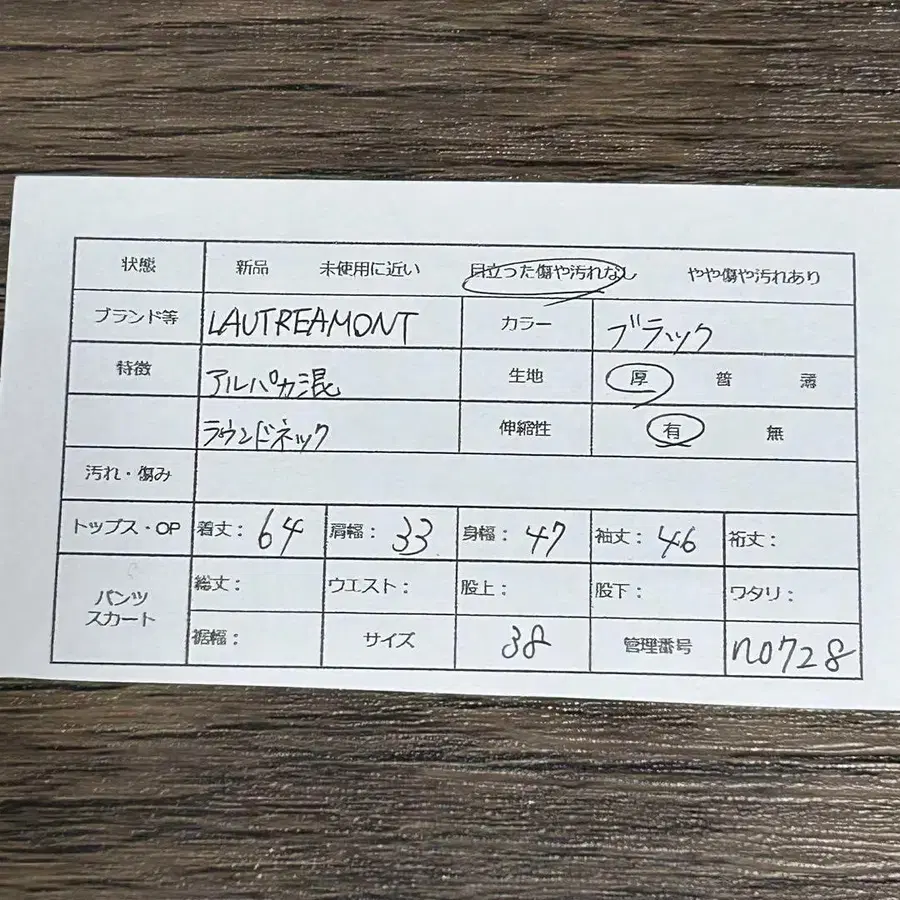 状態 新品 未使用に近い 目立った傷や汚れなし やや傷や汚れあり
ブランド等 LAUTREAMONT カラー ブラック
特徴 アルパカ混 生地 厚 普 薄
ラウンドネック 伸縮性 有 無
汚れ・傷み
トップス・OP 着丈: 64 肩幅: 33 身幅: 47 袖丈: 46 裄丈:
パンツ
スカート
総丈: ウエスト: 股上: 股下: ワタリ:
裾幅: サイズ 38 管理番号 no728